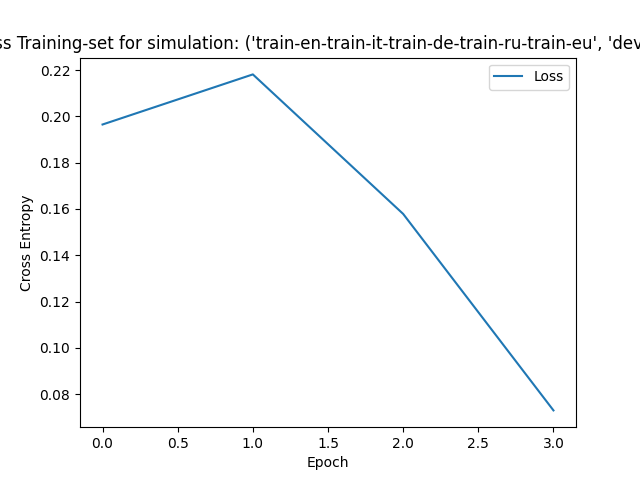 ss Training-set for simulation: ('train-en-train-it-train-de-train-ru-train-eu', 'dev
Loss
0.22
0.20
0.18
0.16
0.14
0.12
0.10
0.08
Cross Entropy
0.0 0.5 1.0 1.5 2.0 2.5 3.0
Epoch